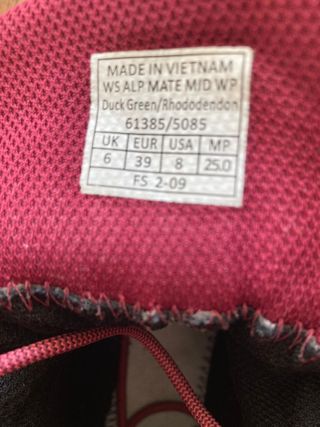 MADE IN VIETNAM
WS ALP MATE MID WP
Duck Green/Rhododendon
61385/5085
UK EUR USA MP
6 39 8 25.0
FS 2-09